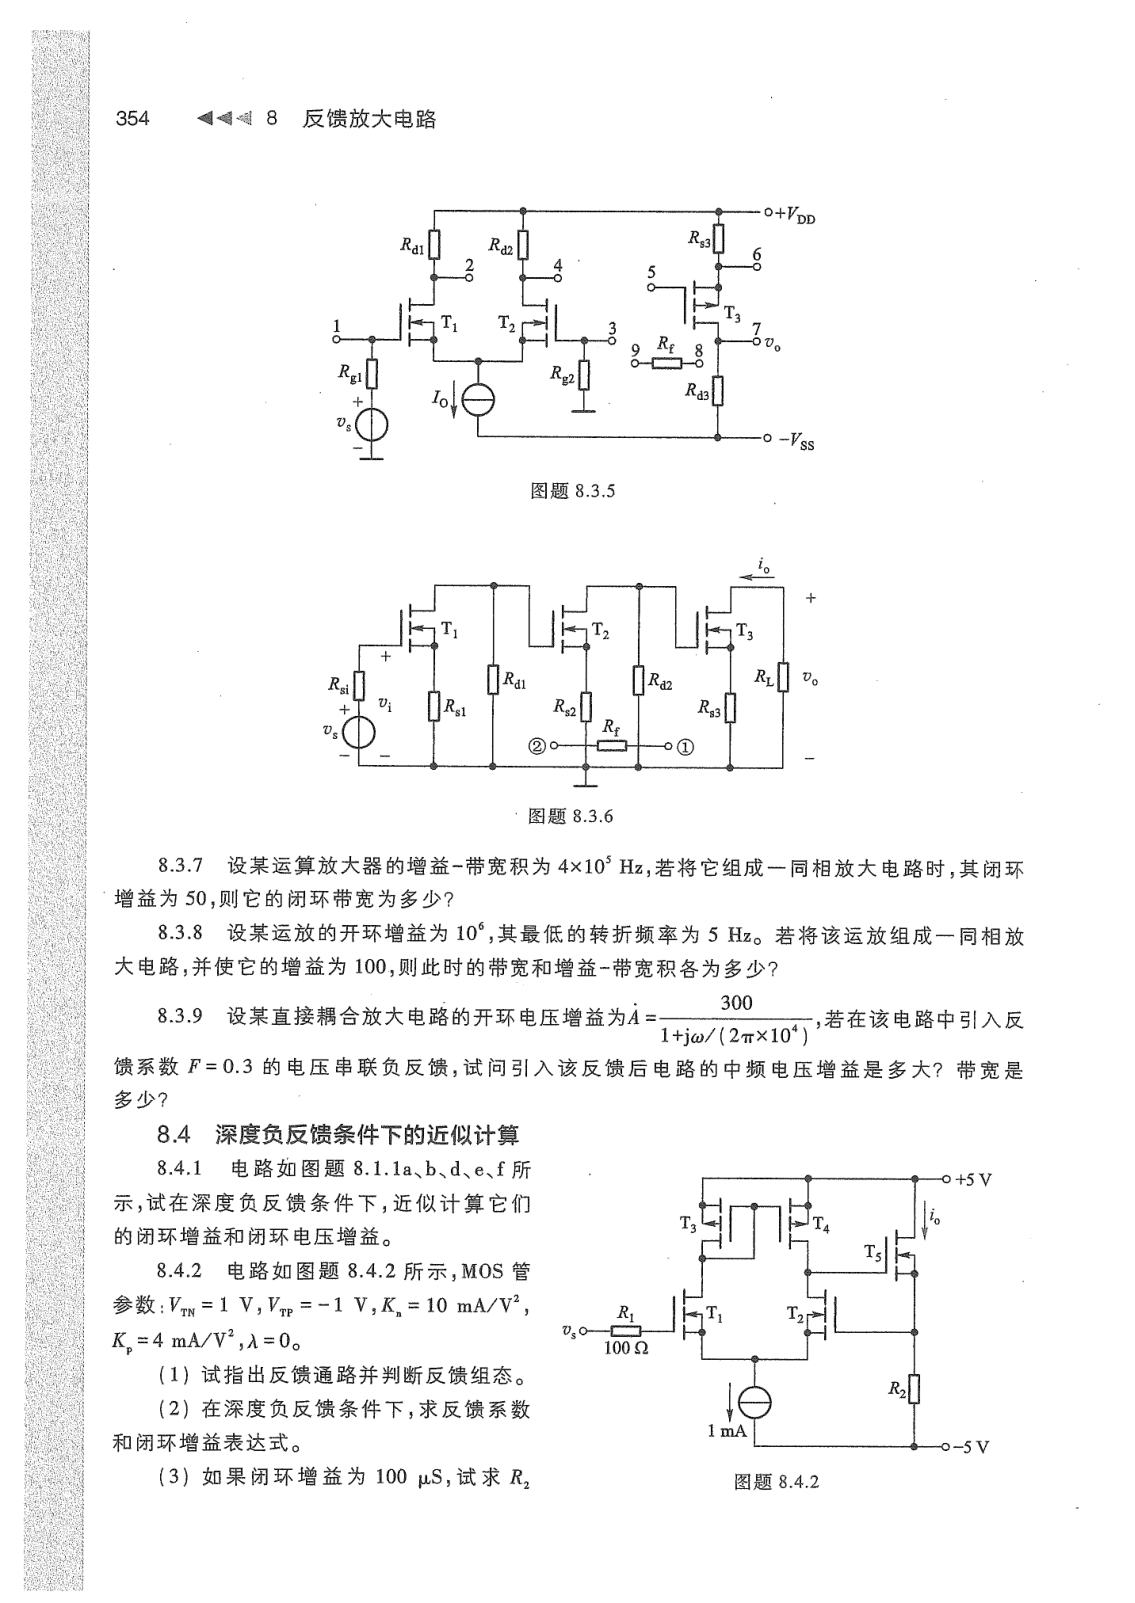 354 8 反馈放大电路
+V_DD
R_d1 R_d2 R_s3
2 4 5 6
1 T_1 T_2 3 T_3
9 R_f 8 7 v_o
R_g1 I_O R_g2 R_d3
+
v_s
−
−V_SS
图题 8.3.5
i_o
+
T_1 T_2 T_3
+
R_si v_i R_d1 R_d2 R_L v_o
+
R_s1 R_s2 R_s3
v_s ② R_f ①
− − −
图题 8.3.6
8.3.7 设某运算放大器的增益-带宽积为 4×10⁵ Hz,若将它组成一同相放大电路时,其闭环
增益为 50,则它的闭环带宽为多少?
8.3.8 设某运放的开环增益为 10⁶,其最低的转折频率为 5 Hz。若将该运放组成一同相放
大电路,并使它的增益为 100,则此时的带宽和增益-带宽积各为多少?
8.3.9 设某直接耦合放大电路的开环电压增益为Ȧ=300/(1+jω/(2π×10⁴)),若在该电路中引入反
馈系数 F=0.3 的电压串联负反馈,试问引入该反馈后电路的中频电压增益是多大? 带宽是
多少?
8.4 深度负反馈条件下的近似计算
8.4.1 电路如图题 8.1.1a、b、d、e、f 所
示,试在深度负反馈条件下,近似计算它们
的闭环增益和闭环电压增益。
8.4.2 电路如图题 8.4.2 所示,MOS 管
参数:V_TN=1 V,V_TP=−1 V,K_n=10 mA/V²,
K_p=4 mA/V²,λ=0。
(1) 试指出反馈通路并判断反馈组态。
(2) 在深度负反馈条件下,求反馈系数
和闭环增益表达式。
(3) 如果闭环增益为 100 μS,试求 R_2
+5 V
T_3 T_4 i_o
T_5
R_1 T_1 T_2
v_s
100 Ω
R_2
1 mA
−5 V
图题 8.4.2